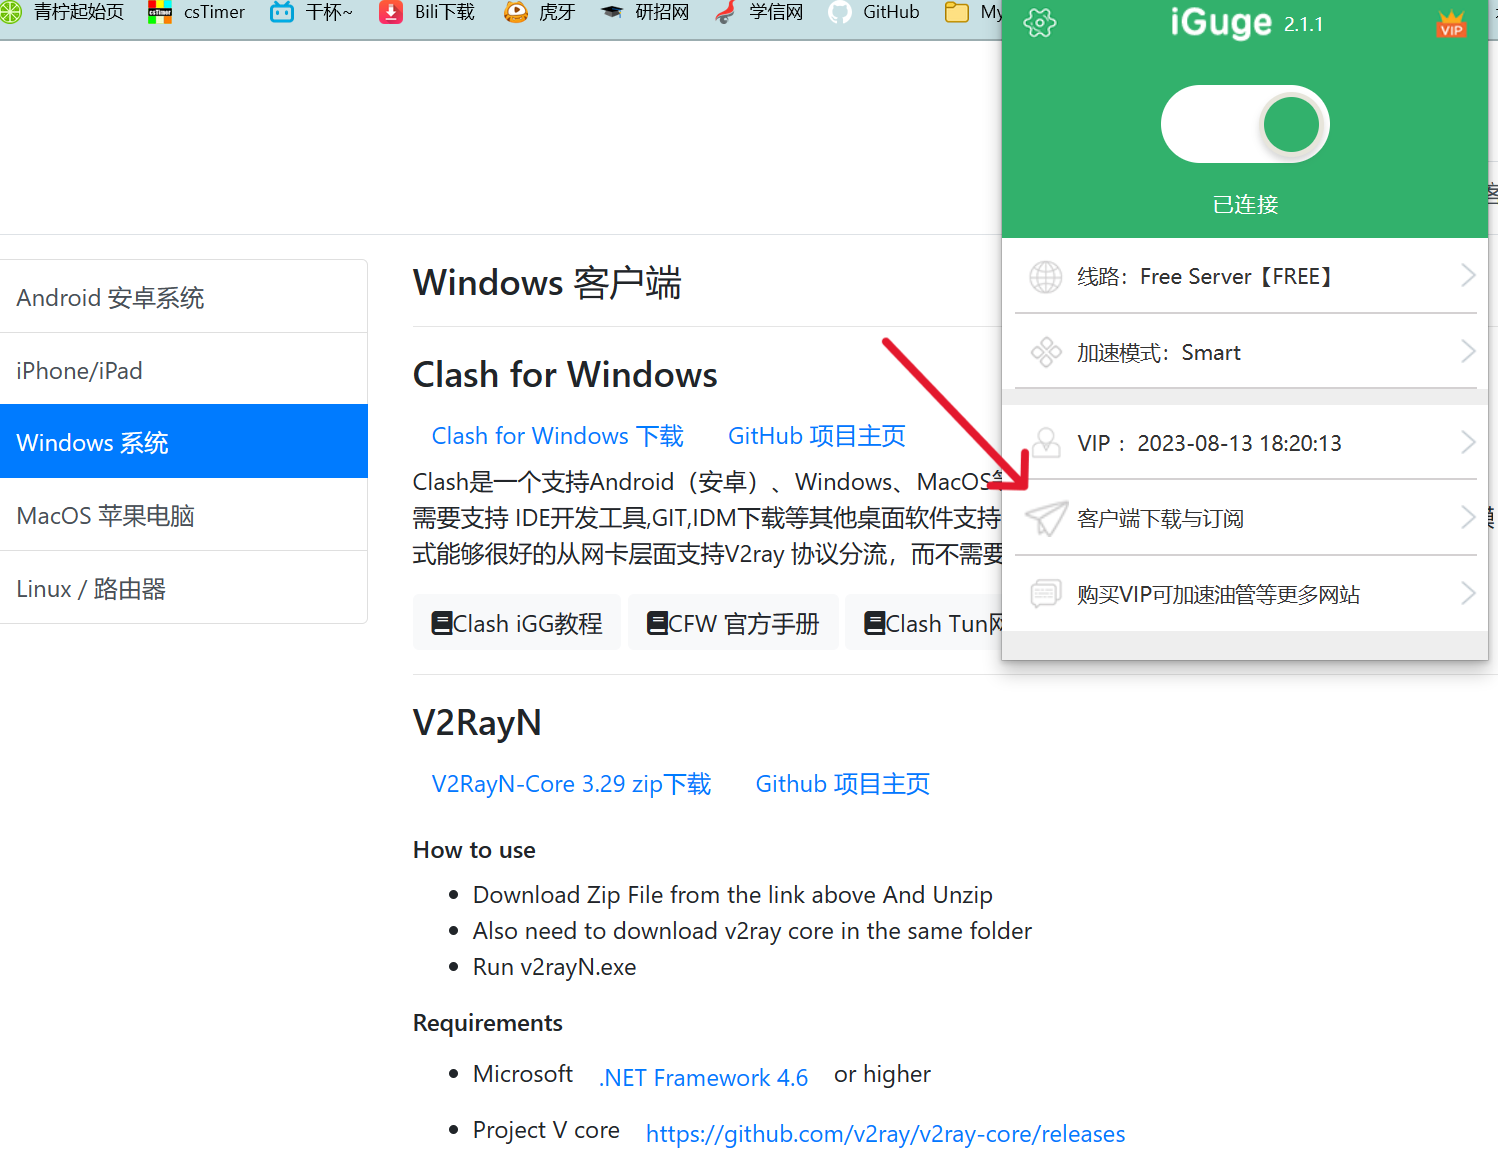 青柠起始页 csTimer 干杯~ Bili下载 虎牙 研招网 学信网 GitHub My
iGuge 2.1.1
VIP
已连接
线路：Free Server【FREE】
加速模式：Smart
VIP ：2023-08-13 18:20:13
客户端下载与订阅
购买VIP可加速油管等更多网站
Android 安卓系统
iPhone/iPad
Windows 系统
MacOS 苹果电脑
Linux / 路由器
Windows 客户端
Clash for Windows
Clash for Windows 下载 GitHub 项目主页
Clash是一个支持Android（安卓）、Windows、MacOS
需要支持 IDE开发工具,GIT,IDM下载等其他桌面软件支持
式能够很好的从网卡层面支持V2ray 协议分流，而不需要
Clash iGG教程 CFW 官方手册 Clash Tun
V2RayN
V2RayN-Core 3.29 zip下载 Github 项目主页
How to use
Download Zip File from the link above And Unzip
Also need to download v2ray core in the same folder
Run v2rayN.exe
Requirements
Microsoft .NET Framework 4.6 or higher
Project V core https://github.com/v2ray/v2ray-core/releases